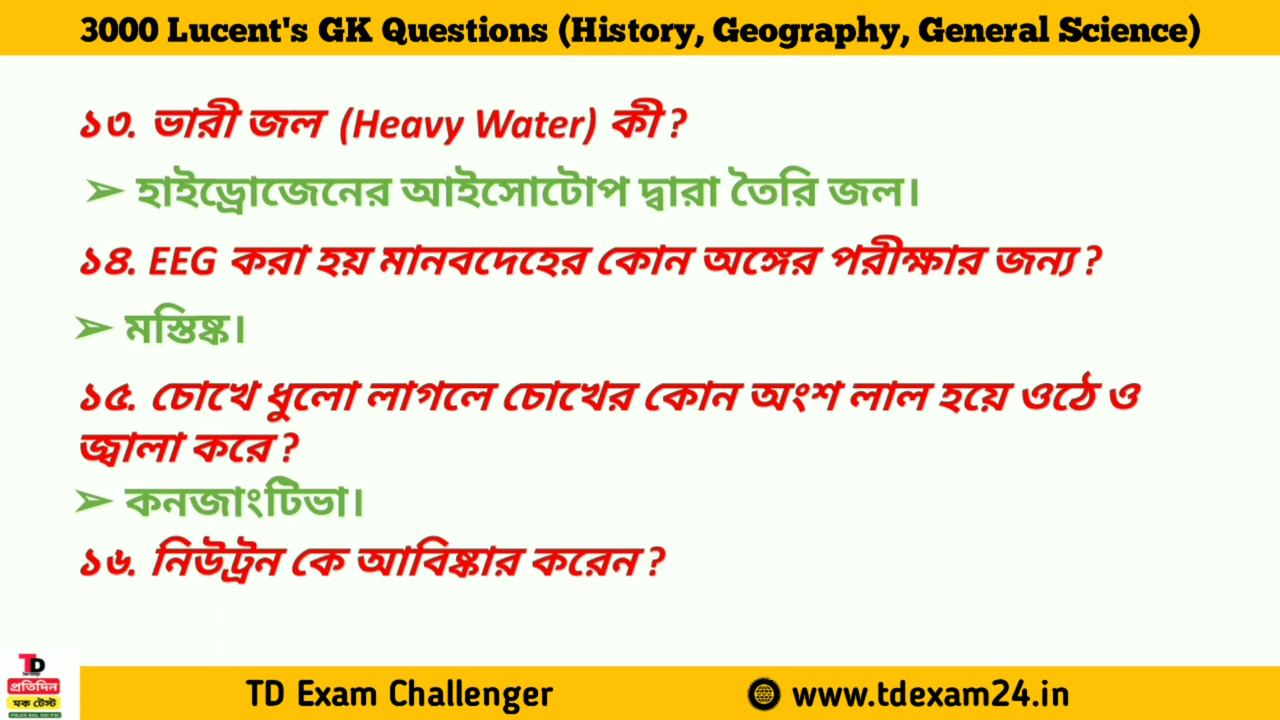 3000 Lucent's GK Questions (History, Geography, General Science)
১৩. ভারী জল (Heavy Water) কী ?
➢ হাইড্রোজেনের আইসোটোপ দ্বারা তৈরি জল।
১৪. EEG করা হয় মানবদেহের কোন অঙ্গের পরীক্ষার জন্য ?
➢ মস্তিষ্ক।
১৫. চোখে ধুলো লাগলে চোখের কোন অংশ লাল হয়ে ওঠে ও
জ্বালা করে ?
➢ কনজাংটিভা।
১৬. নিউট্রন কে আবিষ্কার করেন ?
TD
প্রতিদিন
মক টেস্ট
TD Exam Challenger
www.tdexam24.in